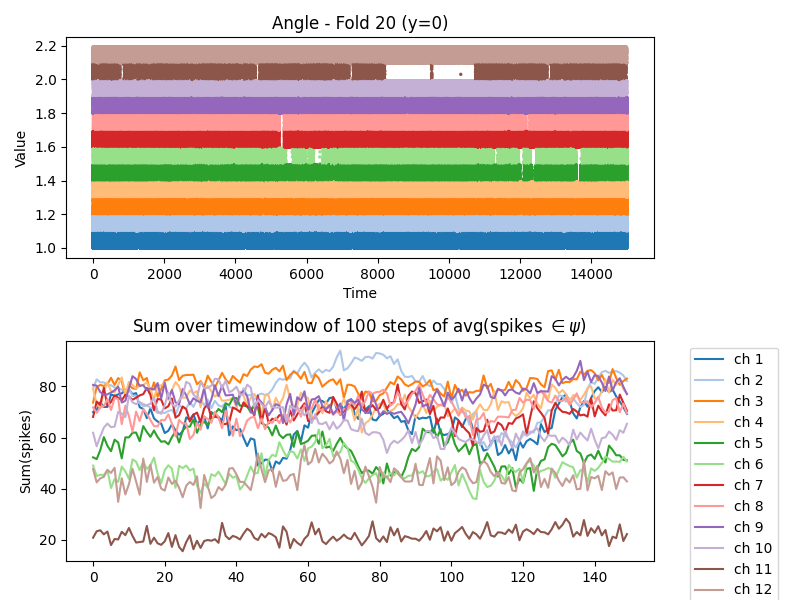 Angle - Fold 20 (y=0)
2.2
2.0
1.8
1.6
1.4
1.2
1.0
Value
0 2000 4000 6000 8000 10000 12000 14000
Time
Sum over timewindow of 100 steps of avg(spikes ∈ ψ)
80
60
40
20
Sum(spikes)
0 20 40 60 80 100 120 140
ch 1
ch 2
ch 3
ch 4
ch 5
ch 6
ch 7
ch 8
ch 9
ch 10
ch 11
ch 12